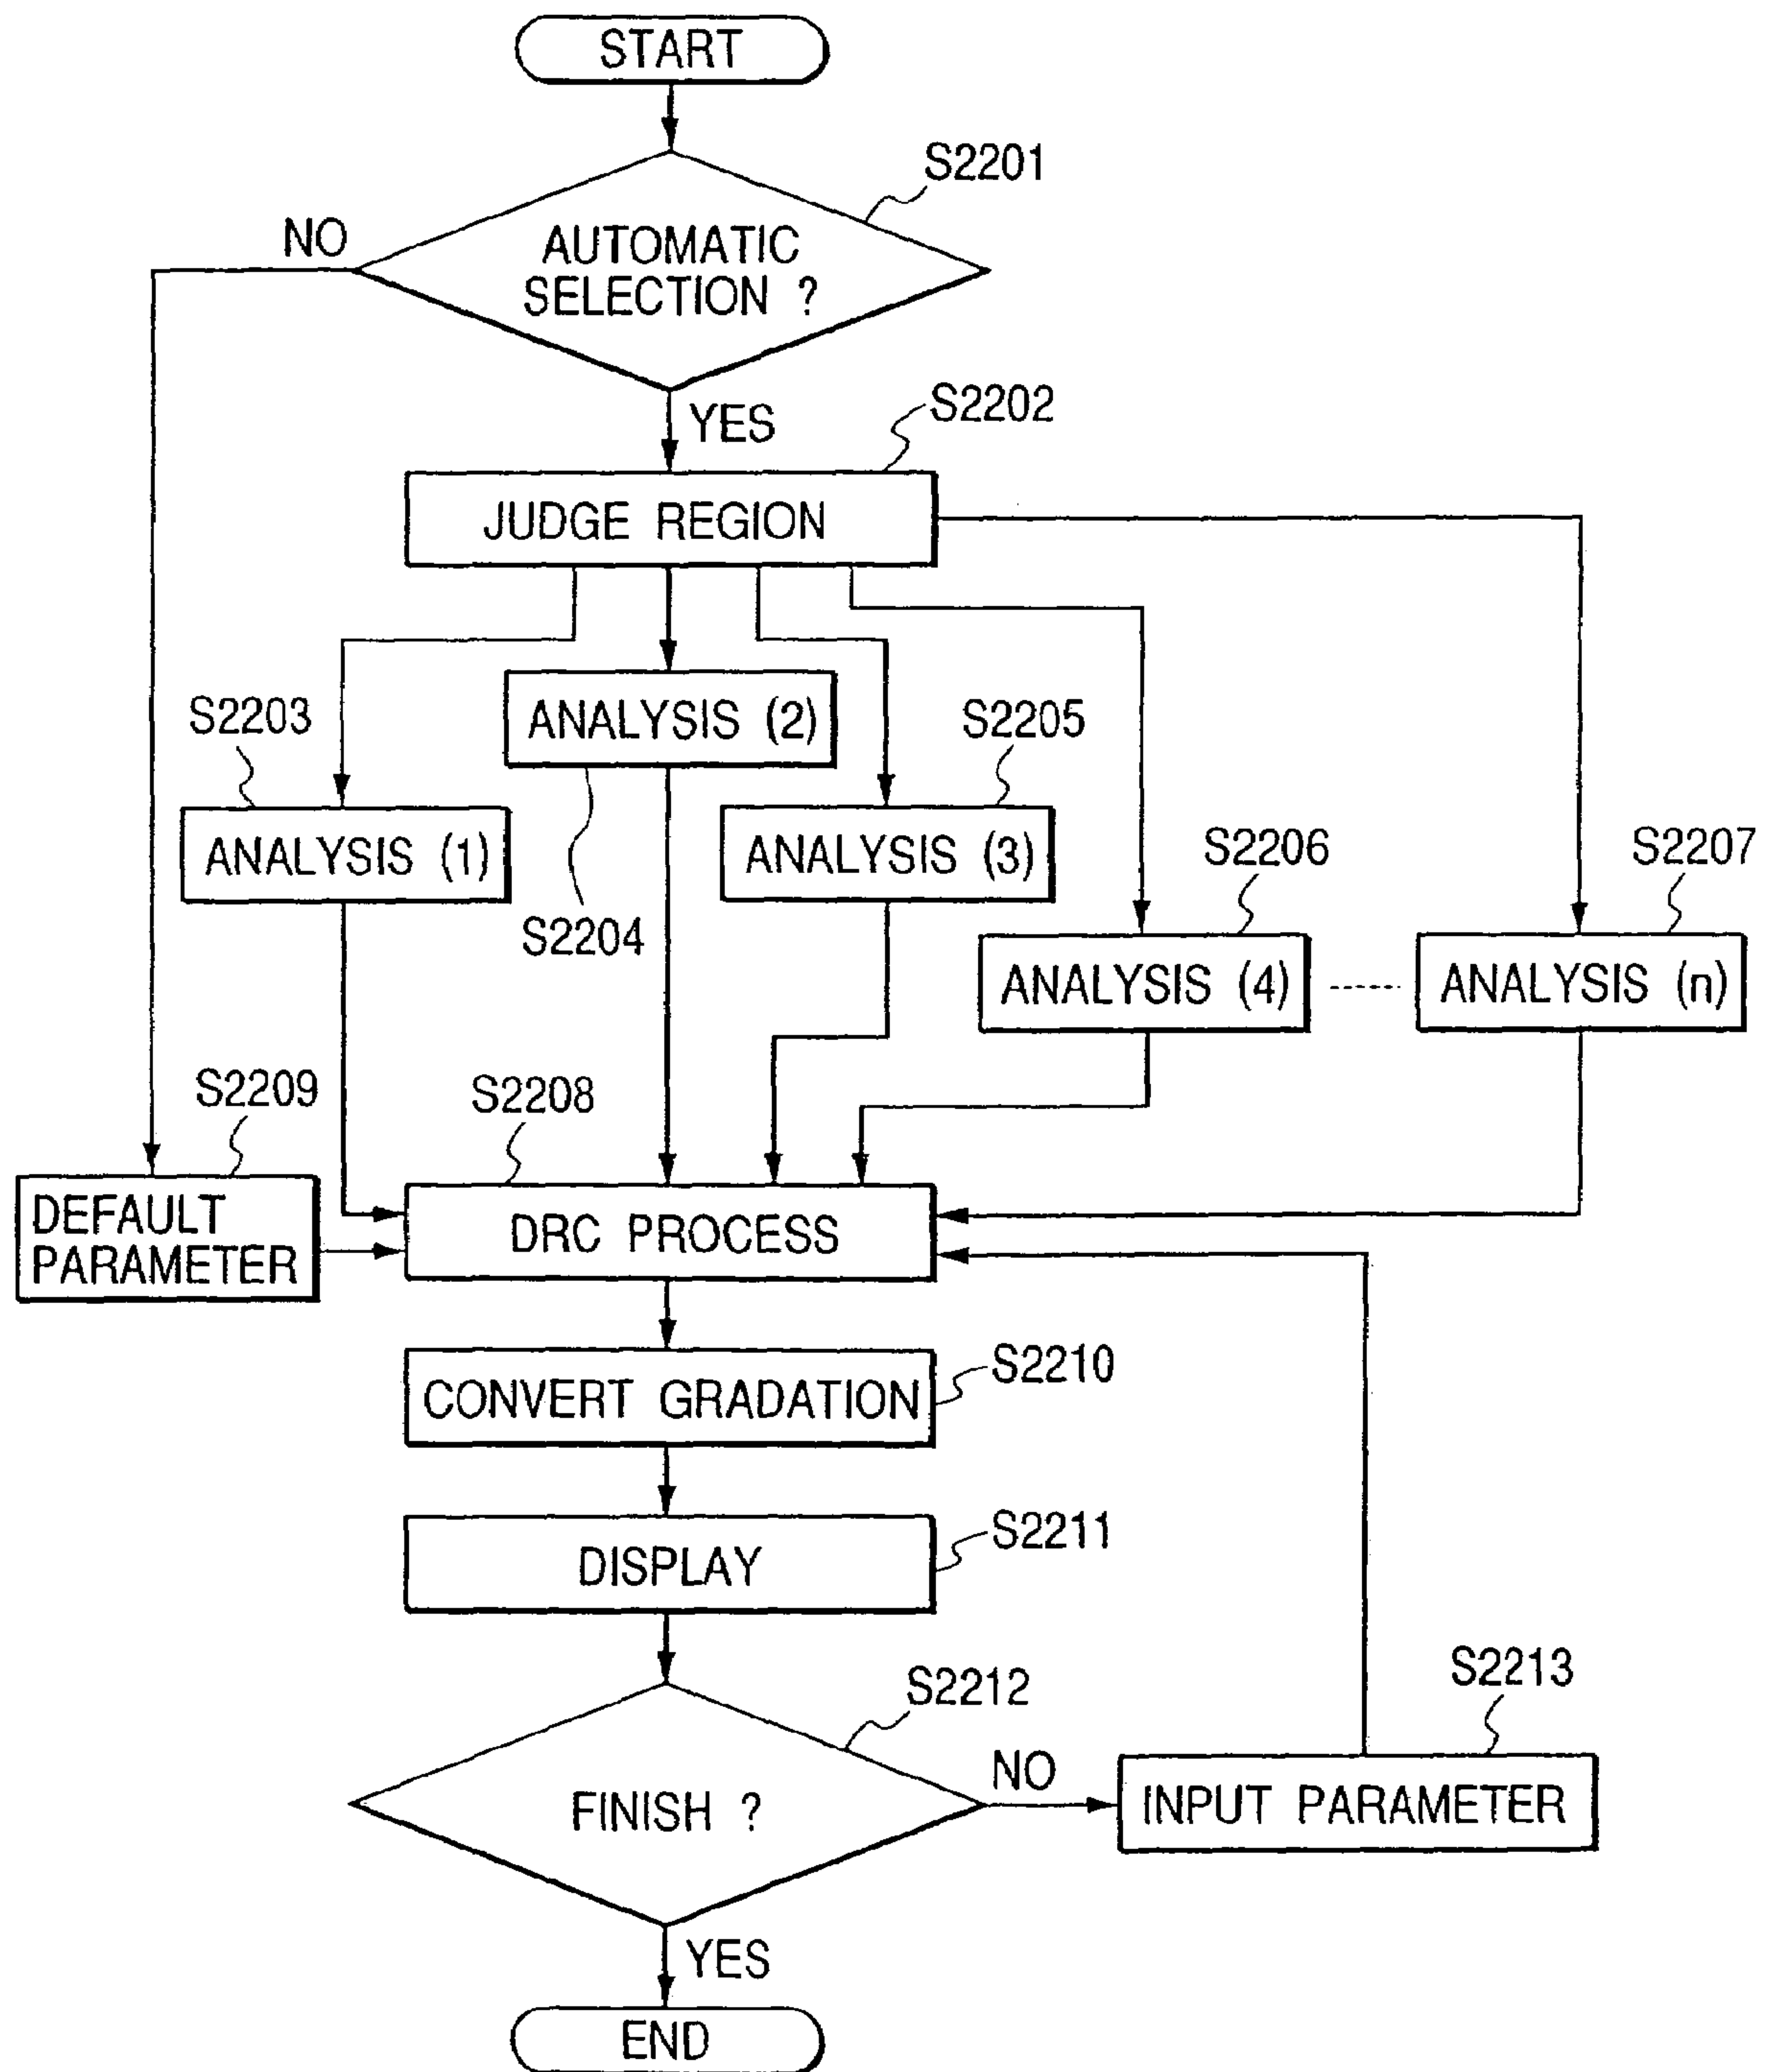 START
S2201
NO
AUTOMATIC
SELECTION ?
YES
S2202
JUDGE REGION
S2203
ANALYSIS (2)
S2205
ANALYSIS (1)
S2204
ANALYSIS (3)
S2206
S2207
ANALYSIS (4)
ANALYSIS (n)
S2209
S2208
DEFAULT
PARAMETER
DRC PROCESS
CONVERT GRADATION
S2210
DISPLAY
S2211
S2212
S2213
FINISH ?
NO
INPUT PARAMETER
YES
END